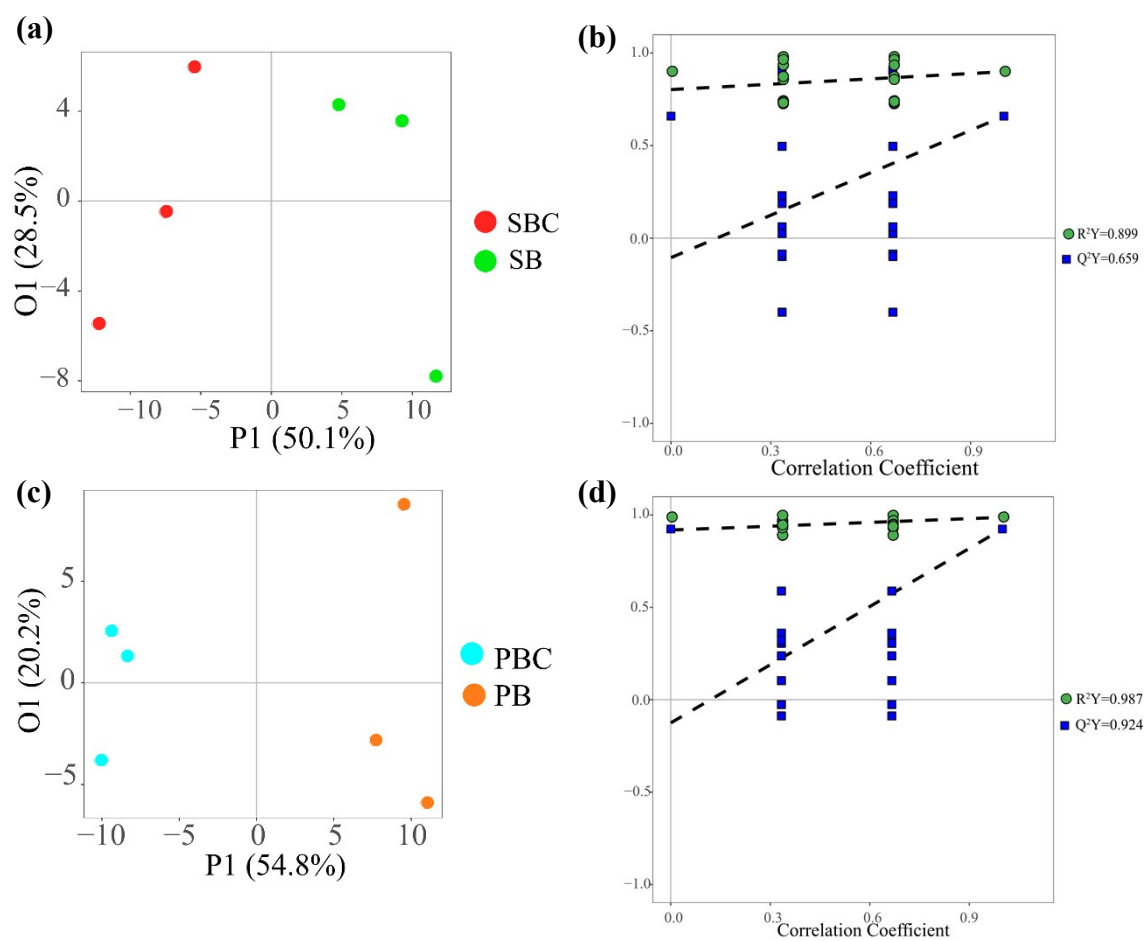 (a)
4
0
−4
−8
O1 (28.5%)
−10
−5
0
5
10
P1 (50.1%)
SBC
SB
(b)
1.0
0.5
0.0
−0.5
−1.0
0.0
0.3
0.6
0.9
Correlation Coefficient
R²Y=0.899
Q²Y=0.659
(c)
5
0
−5
O1 (20.2%)
−10
−5
0
5
10
P1 (54.8%)
PBC
PB
(d)
1.0
0.5
0.0
−0.5
−1.0
0.0
0.3
0.6
0.9
Correlation Coefficient
R²Y=0.987
Q²Y=0.924